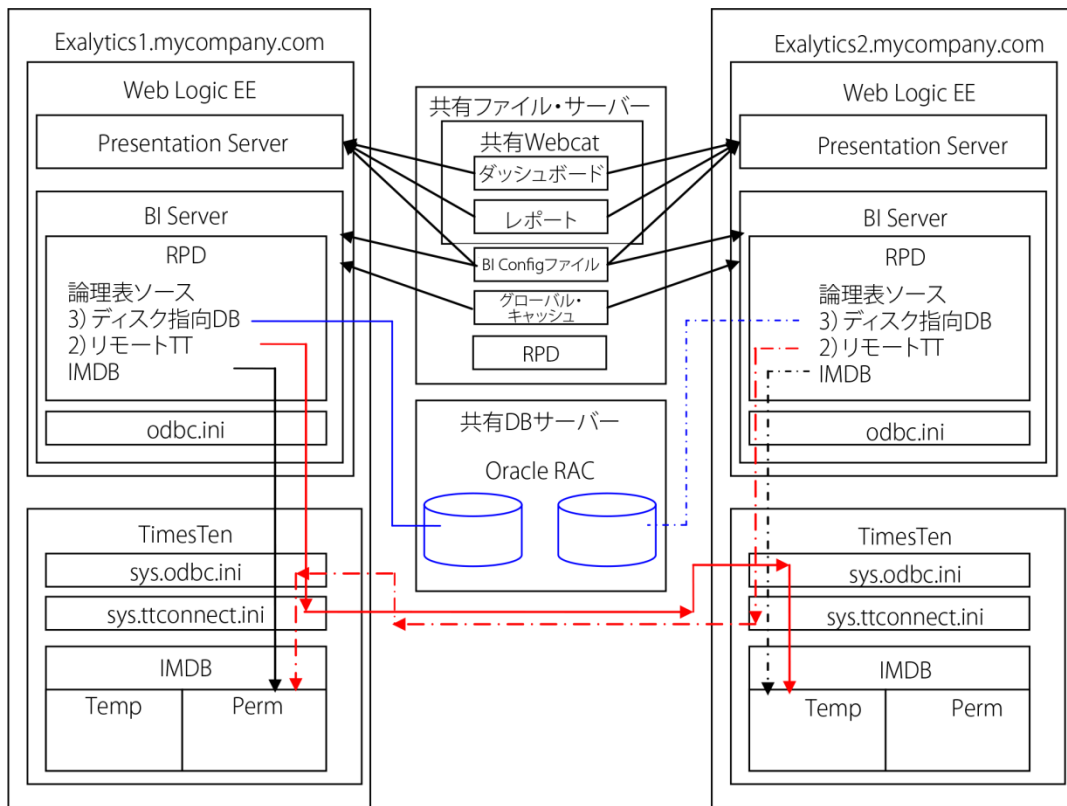 Exalytics1.mycompany.com
Web Logic EE
Presentation Server
BI Server
RPD
論理表ソース
3）ディスク指向DB
2）リモートTT
IMDB
odbc.ini
TimesTen
sys.odbc.ini
sys.ttconnect.ini
IMDB
Temp
Perm
共有ファイル・サーバー
共有Webcat
ダッシュボード
レポート
BI Configファイル
グローバル・
キャッシュ
RPD
共有DBサーバー
Oracle RAC
Exalytics2.mycompany.com
Web Logic EE
Presentation Server
BI Server
RPD
論理表ソース
3）ディスク指向DB
2）リモートTT
IMDB
odbc.ini
TimesTen
sys.odbc.ini
sys.ttconnect.ini
IMDB
Temp
Perm